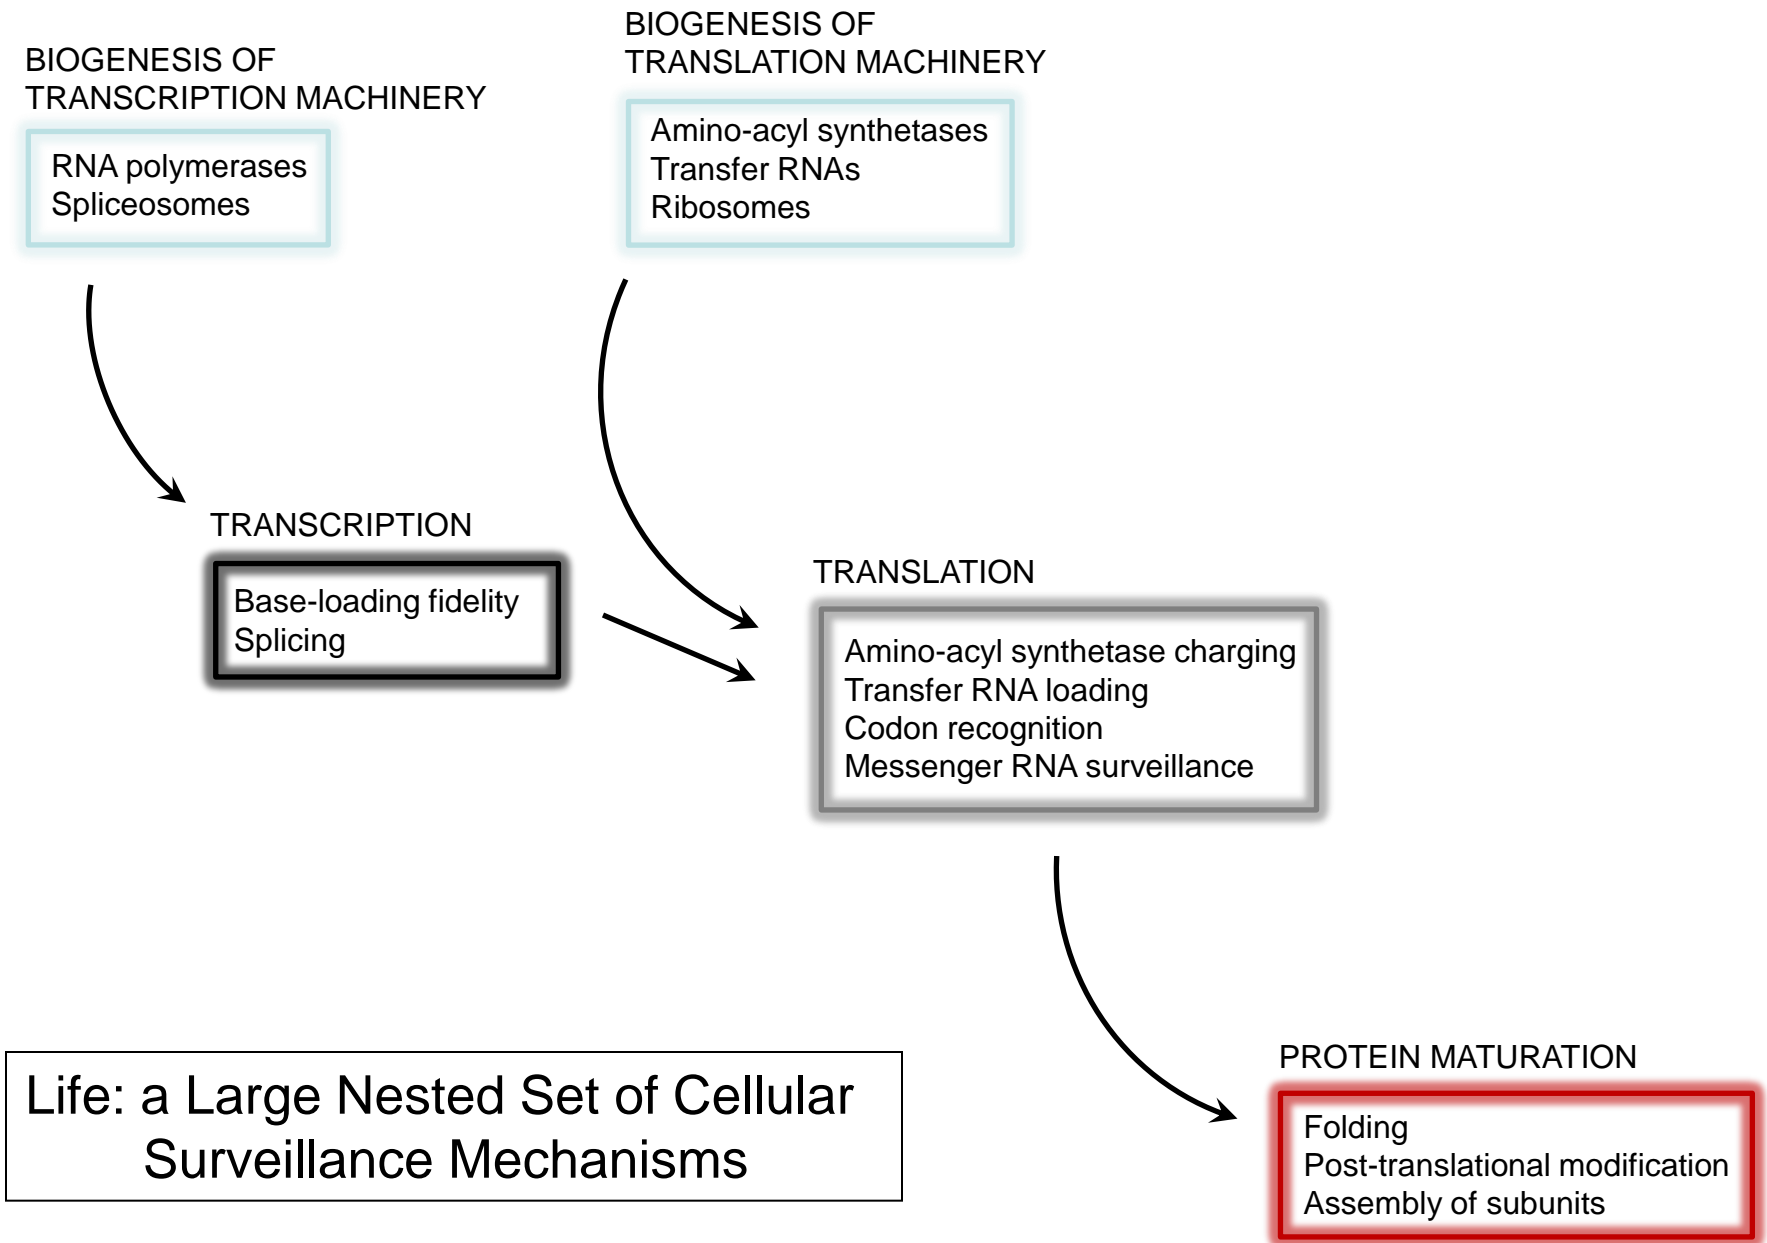 BIOGENESIS OF
TRANSCRIPTION MACHINERY
RNA polymerases
Spliceosomes
BIOGENESIS OF
TRANSLATION MACHINERY
Amino-acyl synthetases
Transfer RNAs
Ribosomes
TRANSCRIPTION
Base-loading fidelity
Splicing
TRANSLATION
Amino-acyl synthetase charging
Transfer RNA loading
Codon recognition
Messenger RNA surveillance
PROTEIN MATURATION
Folding
Post-translational modification
Assembly of subunits
Life: a Large Nested Set of Cellular
Surveillance Mechanisms